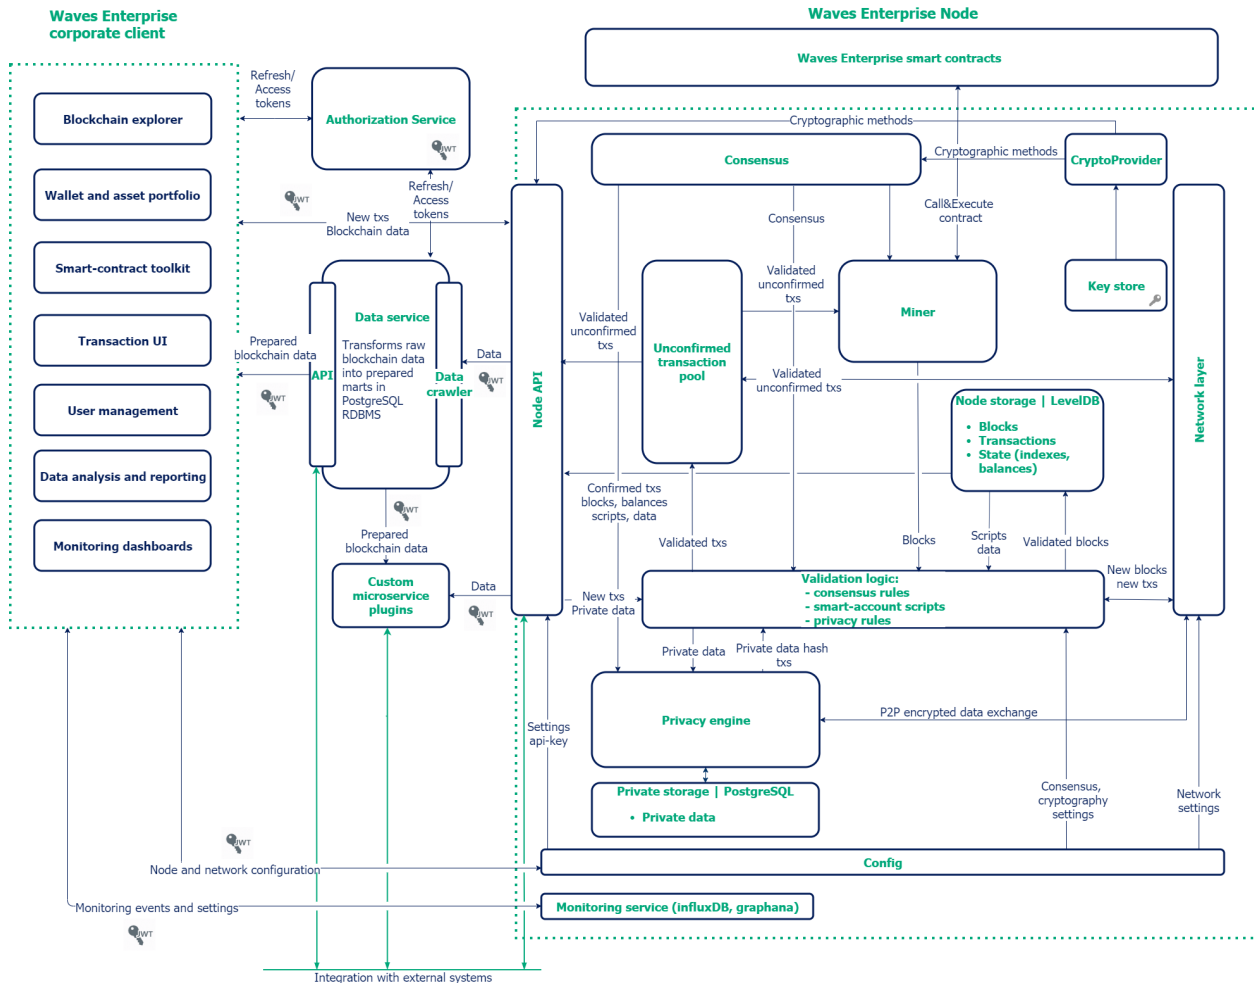 Waves Enterprise
corporate client
Blockchain explorer
Wallet and asset portfolio
Smart-contract toolkit
Transaction UI
User management
Data analysis and reporting
Monitoring dashboards
Refresh/
Access
tokens
Authorization Service
JWT
Refresh/
Access
tokens
JWT
New txs
Blockchain data
Data service
Transforms raw
blockchain data
into prepared
marts in
PostgreSQL
RDBMS
API
Data
crawler
Prepared
blockchain data
JWT
Data
JWT
JWT
Prepared
blockchain data
Custom
microservice
plugins
Data
JWT
Waves Enterprise Node
Waves Enterprise smart contracts
Cryptographic methods
Consensus
Cryptographic methods
CryptoProvider
Key store
Node API
Network layer
Consensus
Call&Execute
contract
Validated
unconfirmed
txs
Validated
unconfirmed
txs
Unconfirmed
transaction
pool
Miner
Validated
unconfirmed txs
Node storage | LevelDB
• Blocks
• Transactions
• State (indexes,
balances)
Confirmed txs
blocks, balances
scripts, data
Validated txs
Blocks
Scripts
data
Validated blocks
New txs
Private data
Validation logic:
- consensus rules
- smart-account scripts
- privacy rules
New blocks
new txs
Private data
Private data hash
txs
Privacy engine
P2P encrypted data exchange
Private storage | PostgreSQL
• Private data
Settings
api-key
Consensus,
cryptography
settings
Network
settings
JWT
Node and network configuration
Config
Monitoring events and settings
JWT
Monitoring service (influxDB, graphana)
Integration with external systems